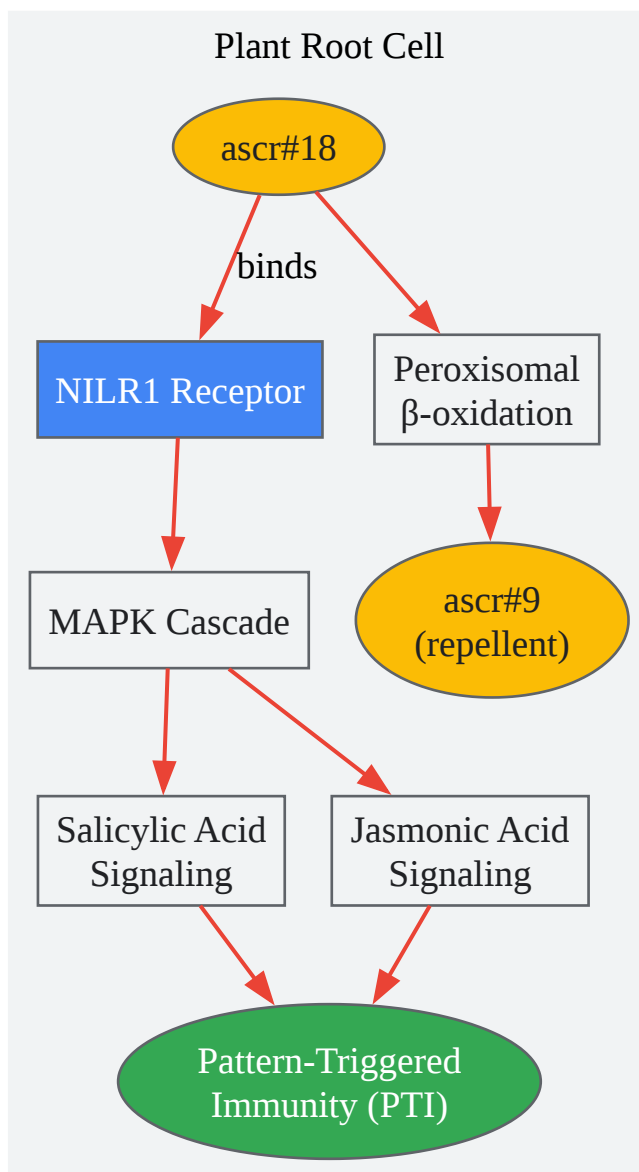 Plant Root Cell
ascr#18
binds
NILR1 Receptor
Peroxisomal
β-oxidation
MAPK Cascade
ascr#9
(repellent)
Salicylic Acid
Signaling
Jasmonic Acid
Signaling
Pattern-Triggered
Immunity (PTI)